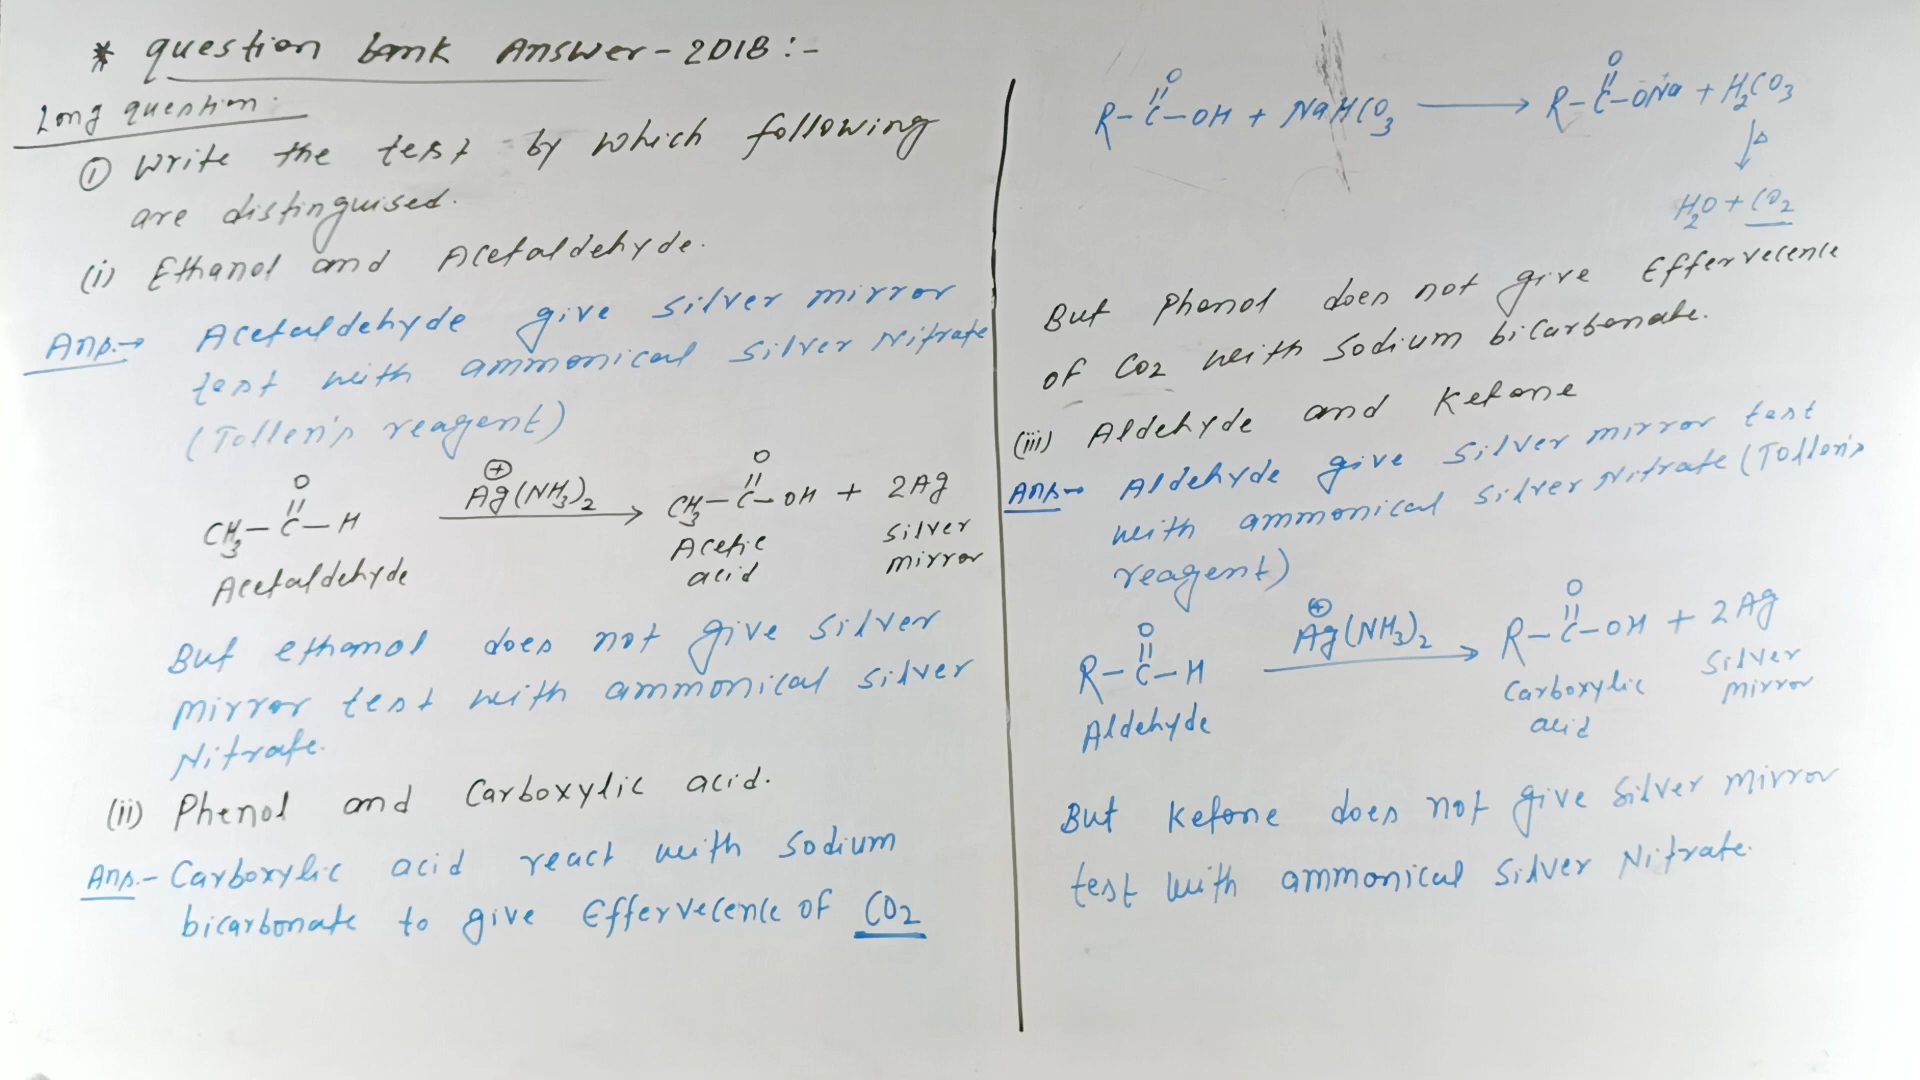 * question bank Answer - 2018 :-
Long question :
① Write the test by which following
are distinguised.
(i) Ethanol and Acetaldehyde.
Ans.→ Acetaldehyde give silver mirror
test with ammonical silver Nitrate
(Tollen's reagent)
O
CH3 – C – H
Acetaldehyde
⊕
Ag(NH3)2
O
CH3 – C – OH + 2Ag
Acetic acid
silver mirror
But ethanol does not give silver
mirror test with ammonical silver
Nitrate.
(ii) Phenol and Carboxylic acid.
Ans.- Carboxylic acid react with sodium
bicarbonate to give Effervecence of CO2
O
R – C – OH + NaHCO3 ⟶ R – C – ONa + H2CO3
O
Δ
H2O + CO2
But Phenol does not give Effervecence
of CO2 with Sodium bicarbonate.
(iii) Aldehyde and Ketone
Ans→ Aldehyde give silver mirror test
with ammonical silver Nitrate (Tollen's
reagent)
O
R – C – H
Aldehyde
⊕
Ag(NH3)2
O
R – C – OH + 2Ag
Carboxylic acid
Silver mirror
But Ketone does not give silver mirror
test with ammonical silver Nitrate.